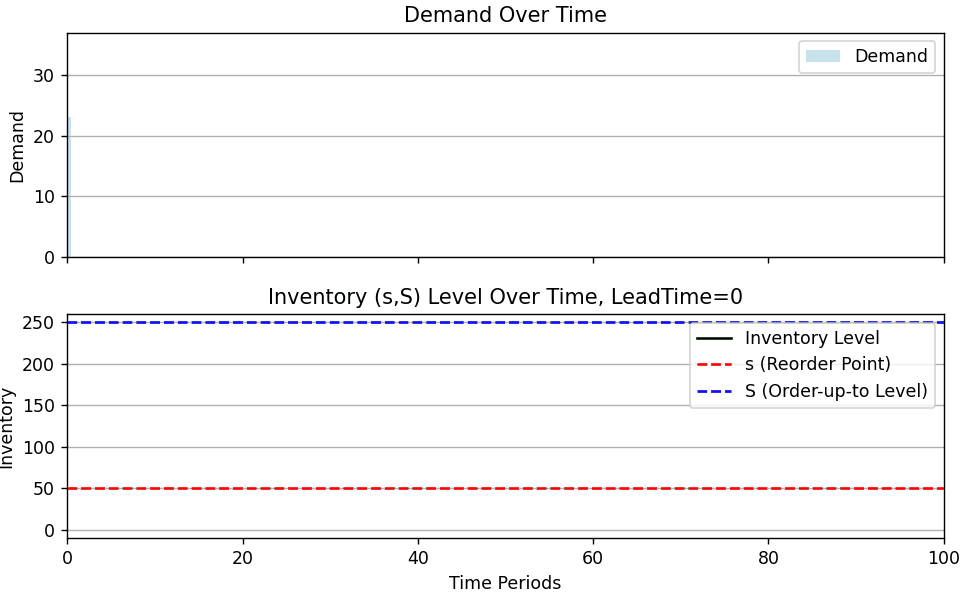 Demand Over Time
Demand
30
20
10
0
Demand
Inventory (s,S) Level Over Time, LeadTime=0
250
200
150
100
50
0
Inventory
Inventory Level
s (Reorder Point)
S (Order-up-to Level)
0 20 40 60 80 100
Time Periods